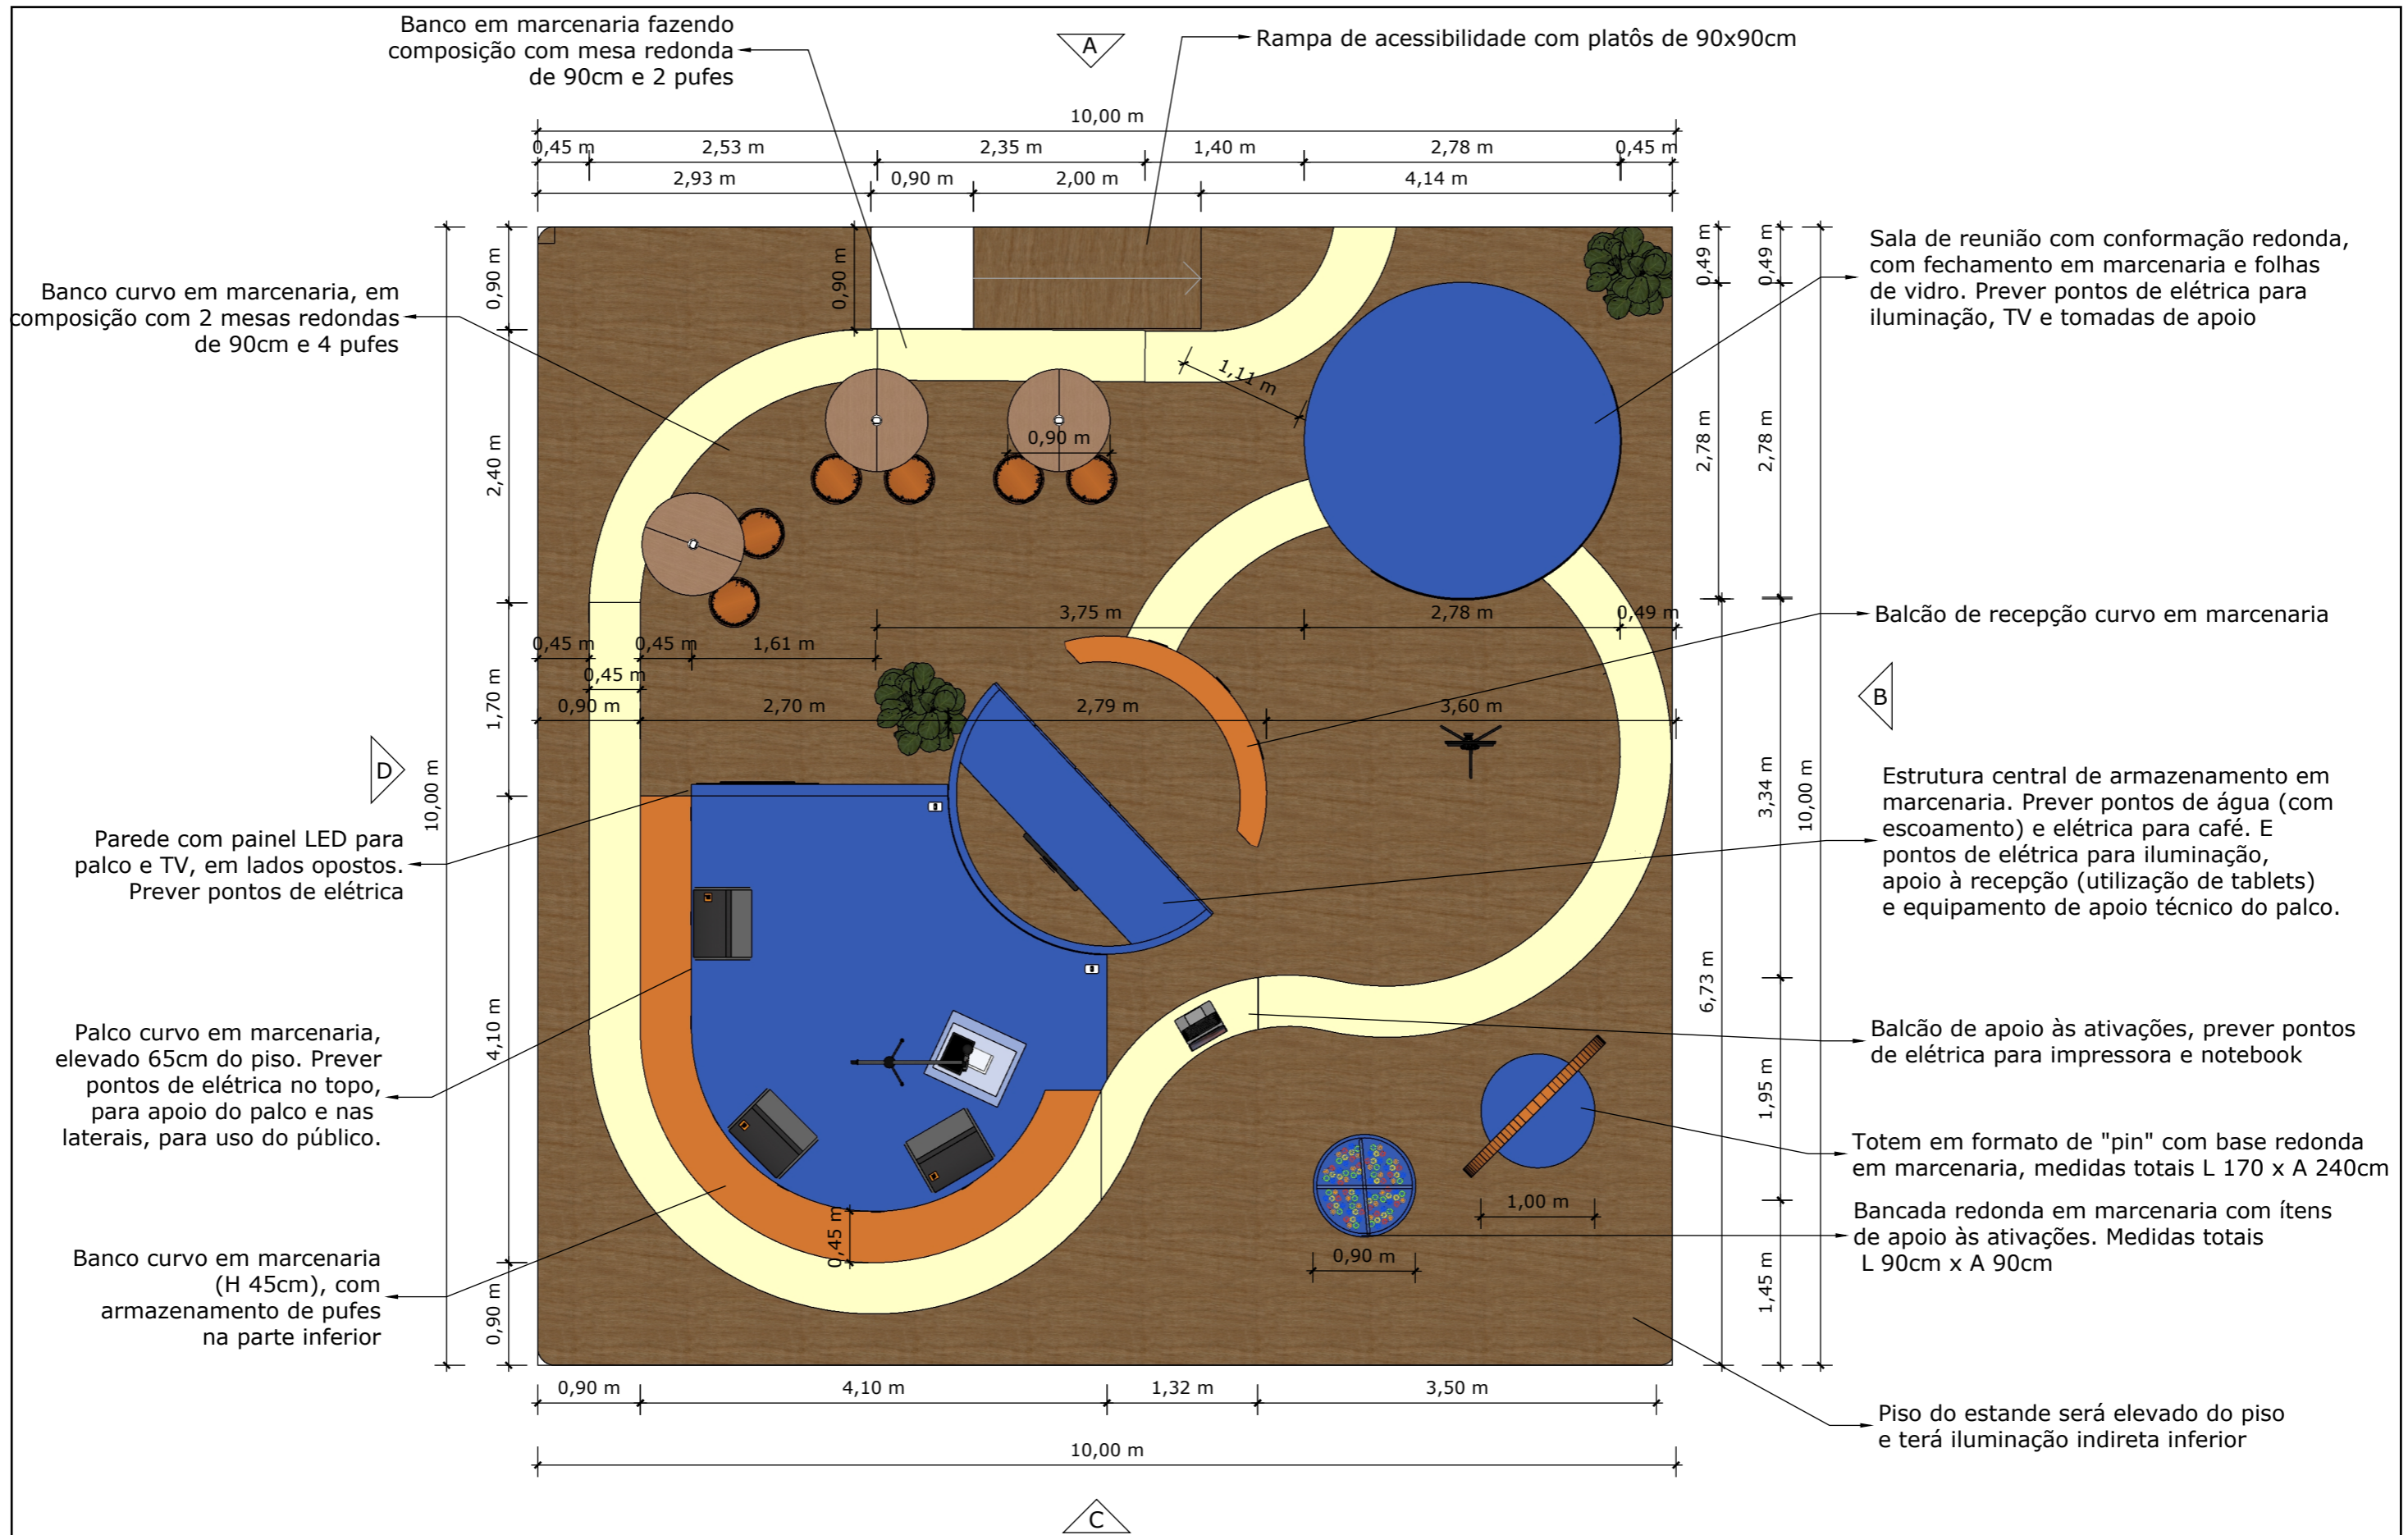 Banco em marcenaria fazendo
composição com mesa redonda
de 90cm e 2 pufes
A
Rampa de acessibilidade com platôs de 90x90cm
10,00 m
0,45 m
2,53 m
2,35 m
1,40 m
2,78 m
0,45 m
2,93 m
0,90 m
2,00 m
4,14 m
Banco curvo em marcenaria, em
composição com 2 mesas redondas
de 90cm e 4 pufes
Sala de reunião com conformação redonda,
com fechamento em marcenaria e folhas
de vidro. Prever pontos de elétrica para
iluminação, TV e tomadas de apoio
0,90 m
0,90 m
0,49 m
0,49 m
1,11 m
0,90 m
2,40 m
2,78 m
2,78 m
3,75 m
2,78 m
0,49 m
Balcão de recepção curvo em marcenaria
0,45 m
0,45 m
1,61 m
0,45 m
0,90 m
2,70 m
2,79 m
3,60 m
1,70 m
B
D
10,00 m
3,34 m
10,00 m
Estrutura central de armazenamento em
marcenaria. Prever pontos de água (com
escoamento) e elétrica para café. E
pontos de elétrica para iluminação,
apoio à recepção (utilização de tablets)
e equipamento de apoio técnico do palco.
Parede com painel LED para
palco e TV, em lados opostos.
Prever pontos de elétrica
6,73 m
4,10 m
Palco curvo em marcenaria,
elevado 65cm do piso. Prever
pontos de elétrica no topo,
para apoio do palco e nas
laterais, para uso do público.
Balcão de apoio às ativações, prever pontos
de elétrica para impressora e notebook
1,95 m
Totem em formato de "pin" com base redonda
em marcenaria, medidas totais L 170 x A 240cm
1,00 m
0,45 m
0,90 m
Bancada redonda em marcenaria com ítens
de apoio às ativações. Medidas totais
L 90cm x A 90cm
Banco curvo em marcenaria
(H 45cm), com
armazenamento de pufes
na parte inferior
0,90 m
1,45 m
0,90 m
4,10 m
1,32 m
3,50 m
Piso do estande será elevado do piso
e terá iluminação indireta inferior
10,00 m
C